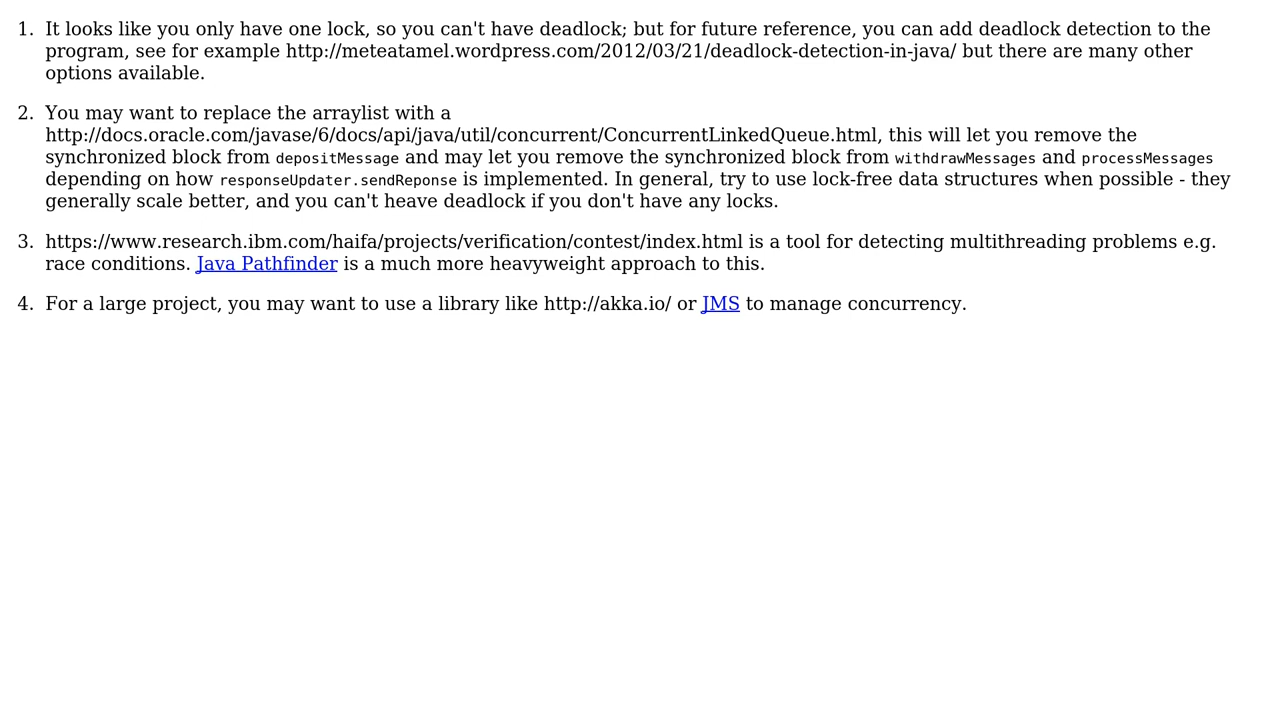 1. It looks like you only have one lock, so you can't have deadlock; but for future reference, you can add deadlock detection to the
program, see for example http://meteatamel.wordpress.com/2012/03/21/deadlock-detection-in-java/ but there are many other
options available.
2. You may want to replace the arraylist with a
http://docs.oracle.com/javase/6/docs/api/java/util/concurrent/ConcurrentLinkedQueue.html, this will let you remove the
synchronized block from depositMessage and may let you remove the synchronized block from withdrawMessages and processMessages
depending on how responseUpdater.sendReponse is implemented. In general, try to use lock-free data structures when possible - they
generally scale better, and you can't heave deadlock if you don't have any locks.
3. https://www.research.ibm.com/haifa/projects/verification/contest/index.html is a tool for detecting multithreading problems e.g.
race conditions. Java Pathfinder is a much more heavyweight approach to this.
4. For a large project, you may want to use a library like http://akka.io/ or JMS to manage concurrency.